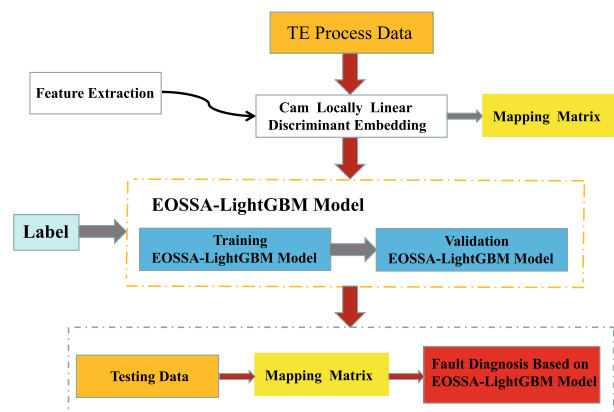 TE Process Data
Feature Extraction
Cam Locally Linear
Discriminant Embedding
Mapping Matrix
EOSSA-LightGBM Model
Label
Training
EOSSA-LightGBM Model
Validation
EOSSA-LightGBM Model
Testing Data
Mapping Matrix
Fault Diagnosis Based on
EOSSA-LightGBM Model